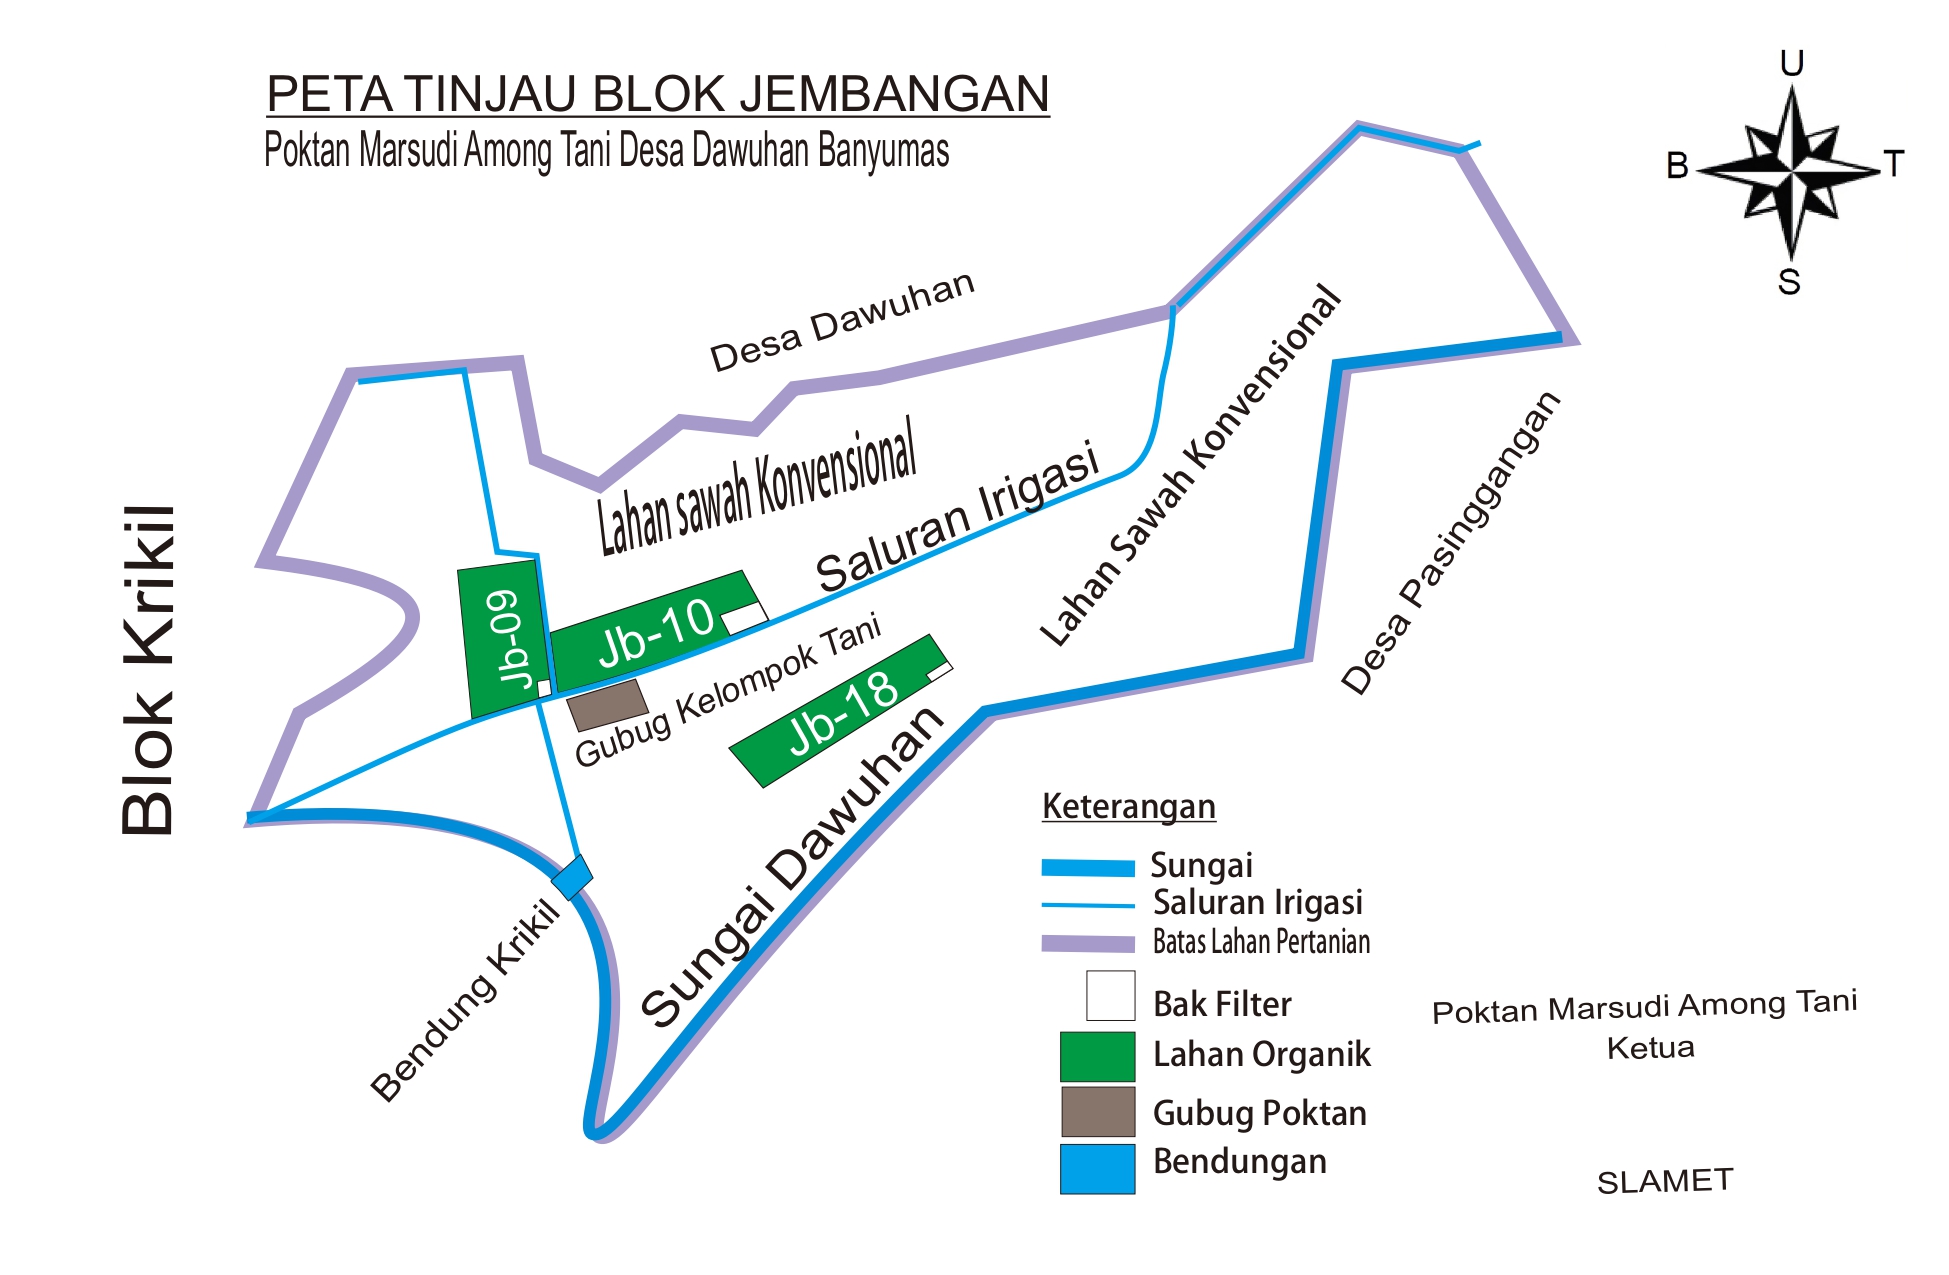 PETA TINJAU BLOK JEMBANGAN
Poktan Marsudi Among Tani Desa Dawuhan Banyumas
U
B
T
S
Desa Dawuhan
Lahan sawah Konvensional
Saluran Irigasi
Lahan Sawah Konvensional
Desa Pasinggangan
Blok Krikil
Jb-09
Jb-10
Gubug Kelompok Tani
Jb-18
Sungai Dawuhan
Bendung Krikil
Keterangan
Sungai
Saluran Irigasi
Batas Lahan Pertanian
Bak Filter
Lahan Organik
Gubug Poktan
Bendungan
Poktan Marsudi Among Tani
Ketua
SLAMET